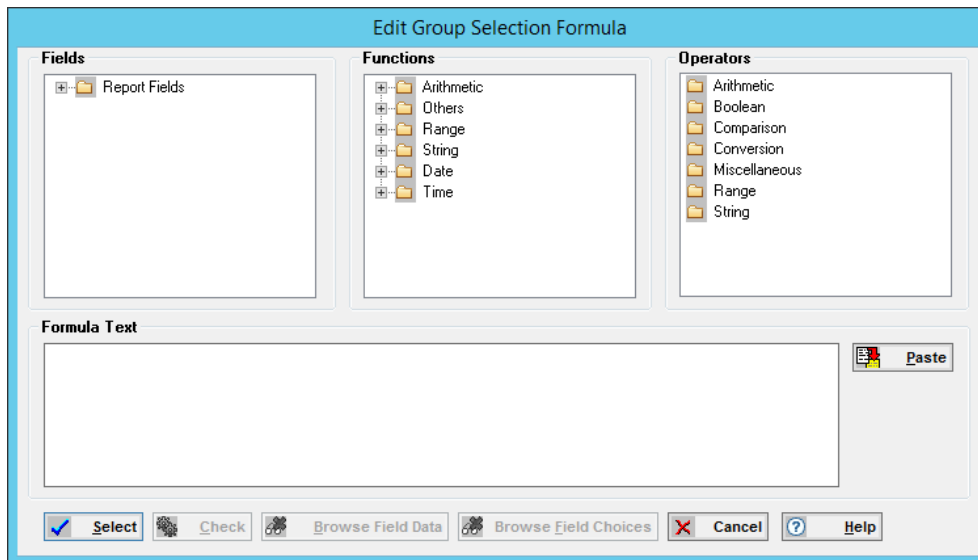 Edit Group Selection Formula
Fields
Report Fields
Functions
Arithmetic
Others
Range
String
Date
Time
Operators
Arithmetic
Boolean
Comparison
Conversion
Miscellaneous
Range
String
Formula Text
Paste
Select Check Browse Field Data Browse Field Choices Cancel Help